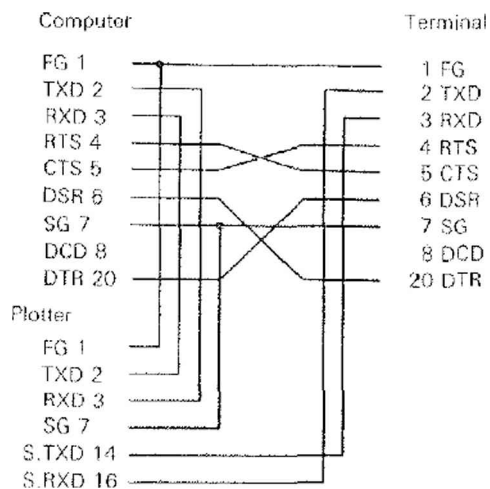 Computer
FG 1
TXD 2
RXD 3
RTS 4
CTS 5
DSR 6
SG 7
DCD 8
DTR 20
Terminal
1 FG
2 TXD
3 RXD
4 RTS
5 CTS
6 DSR
7 SG
8 DCD
20 DTR
Plotter
FG 1
TXD 2
RXD 3
SG 7
S.TXD 14
S.RXD 16